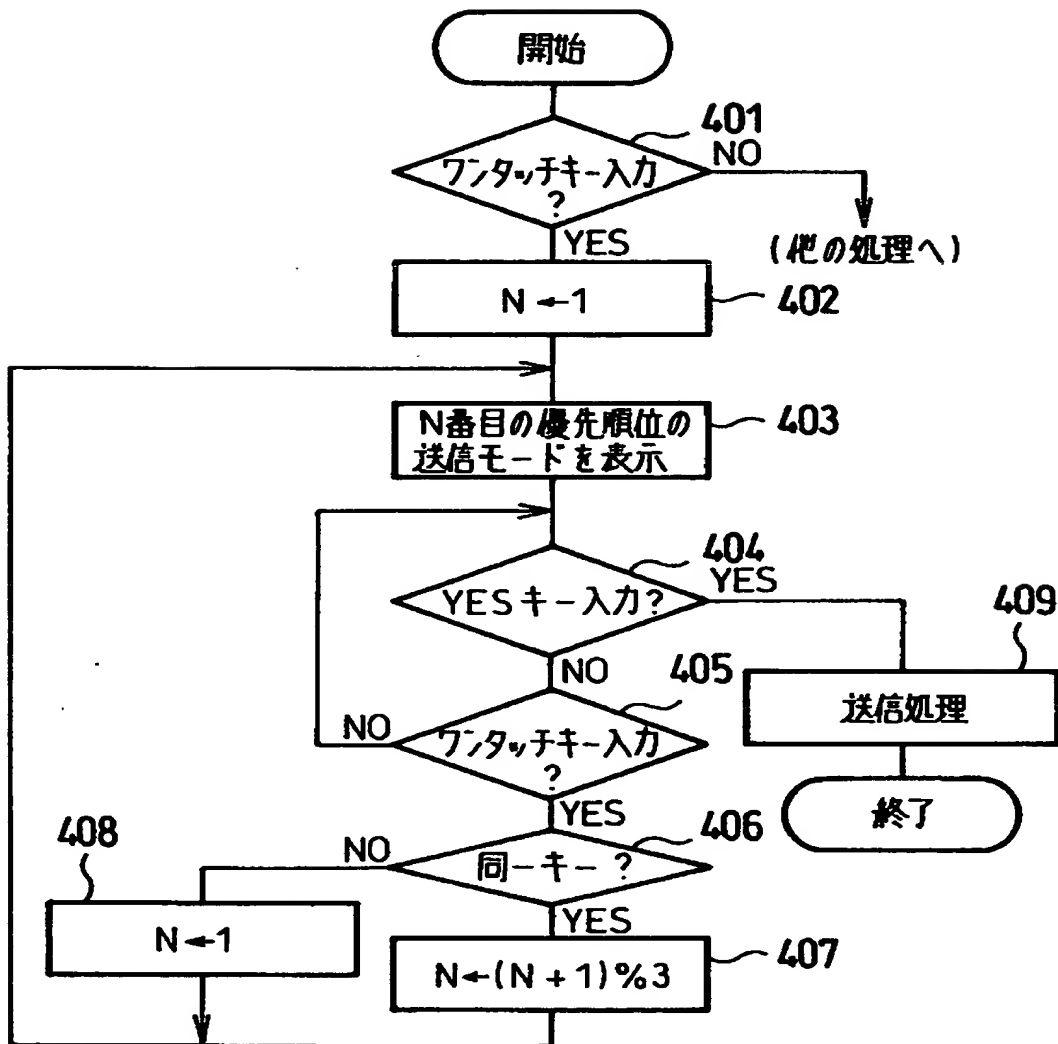 開始
401
ワンタッチキー入力
?
NO
YES
(他の処理へ)
N←1
402
N番目の優先順位の
送信モードを表示
403
404
YESキー入力?
YES
NO
409
送信処理
終了
405
ワンタッチキー入力
?
NO
YES
406
同一キー?
NO
YES
408
N←1
N←(N+1)%3
407